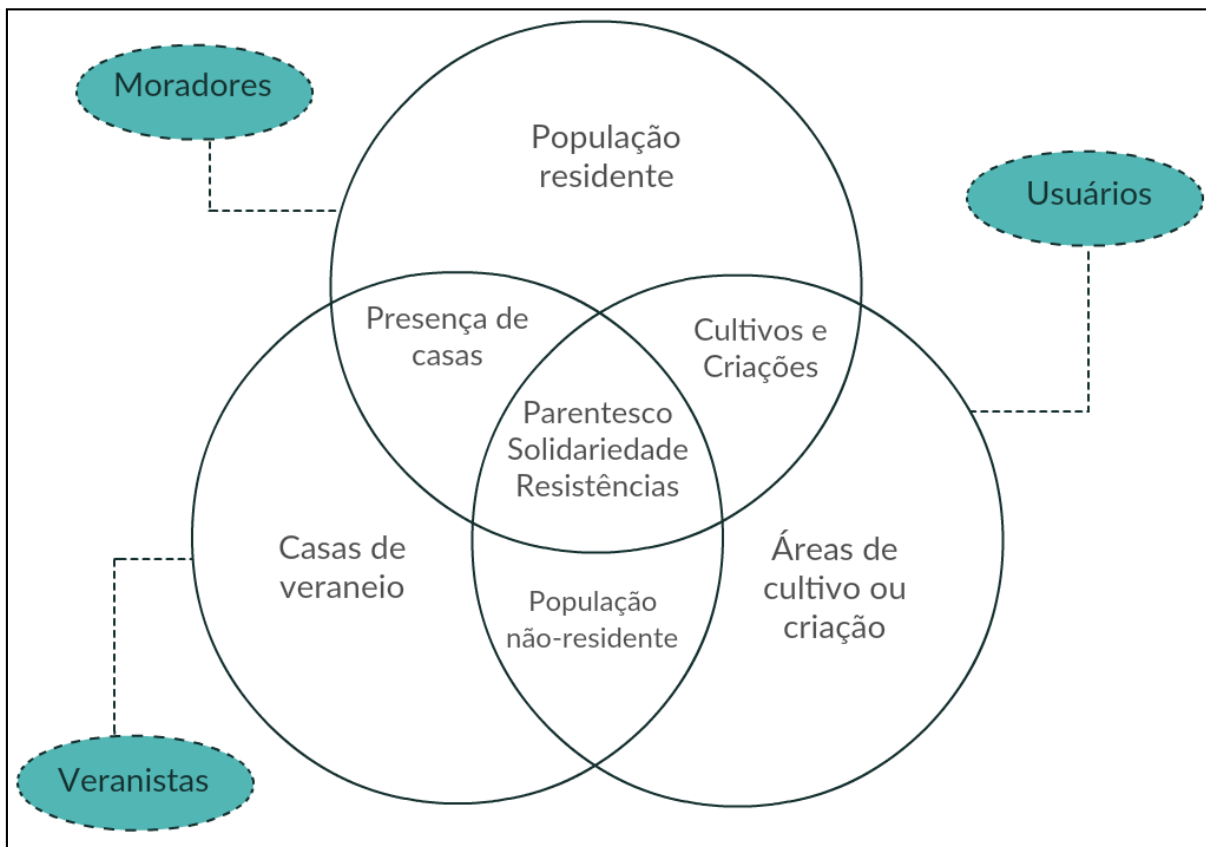 Moradores
População
residente
Usuários
Presença de
casas
Cultivos e
Criações
Parentesco
Solidariedade
Resistências
Casas de
veraneio
Áreas de
cultivo ou
criação
População
não-residente
Veranistas